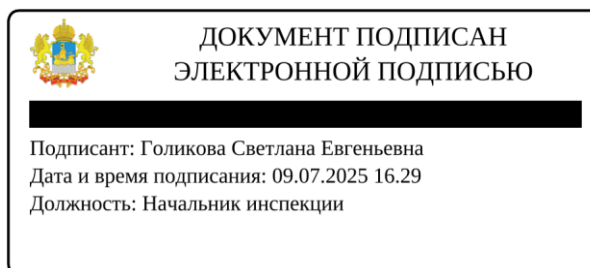 ДОКУМЕНТ ПОДПИСАН
ЭЛЕКТРОННОЙ ПОДПИСЬЮ
Подписант: Голикова Светлана Евгеньевна
Дата и время подписания: 09.07.2025 16.29
Должность: Начальник инспекции